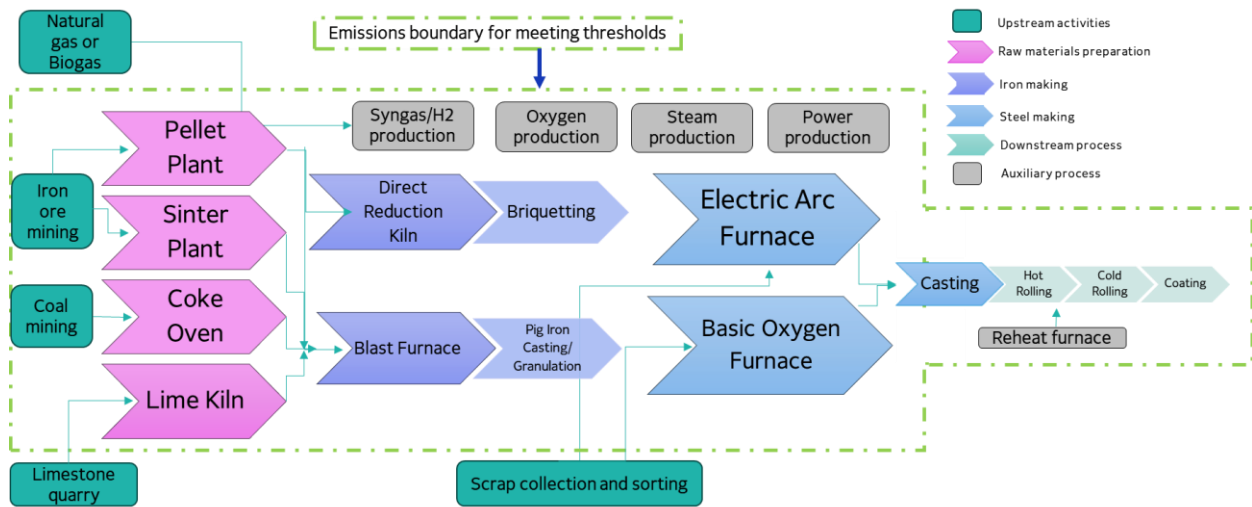 Natural
gas or
Biogas
Emissions boundary for meeting thresholds
Upstream activities
Raw materials preparation
Iron making
Steel making
Downstream process
Auxiliary process
Syngas/H2
production
Oxygen
production
Steam
production
Power
production
Pellet
Plant
Iron
ore
mining
Sinter
Plant
Direct
Reduction
Kiln
Briquetting
Electric Arc
Furnace
Coal
mining
Coke
Oven
Blast Furnace
Pig Iron
Casting/
Granulation
Basic Oxygen
Furnace
Casting
Hot
Rolling
Cold
Rolling
Coating
Reheat furnace
Lime Kiln
Limestone
quarry
Scrap collection and sorting